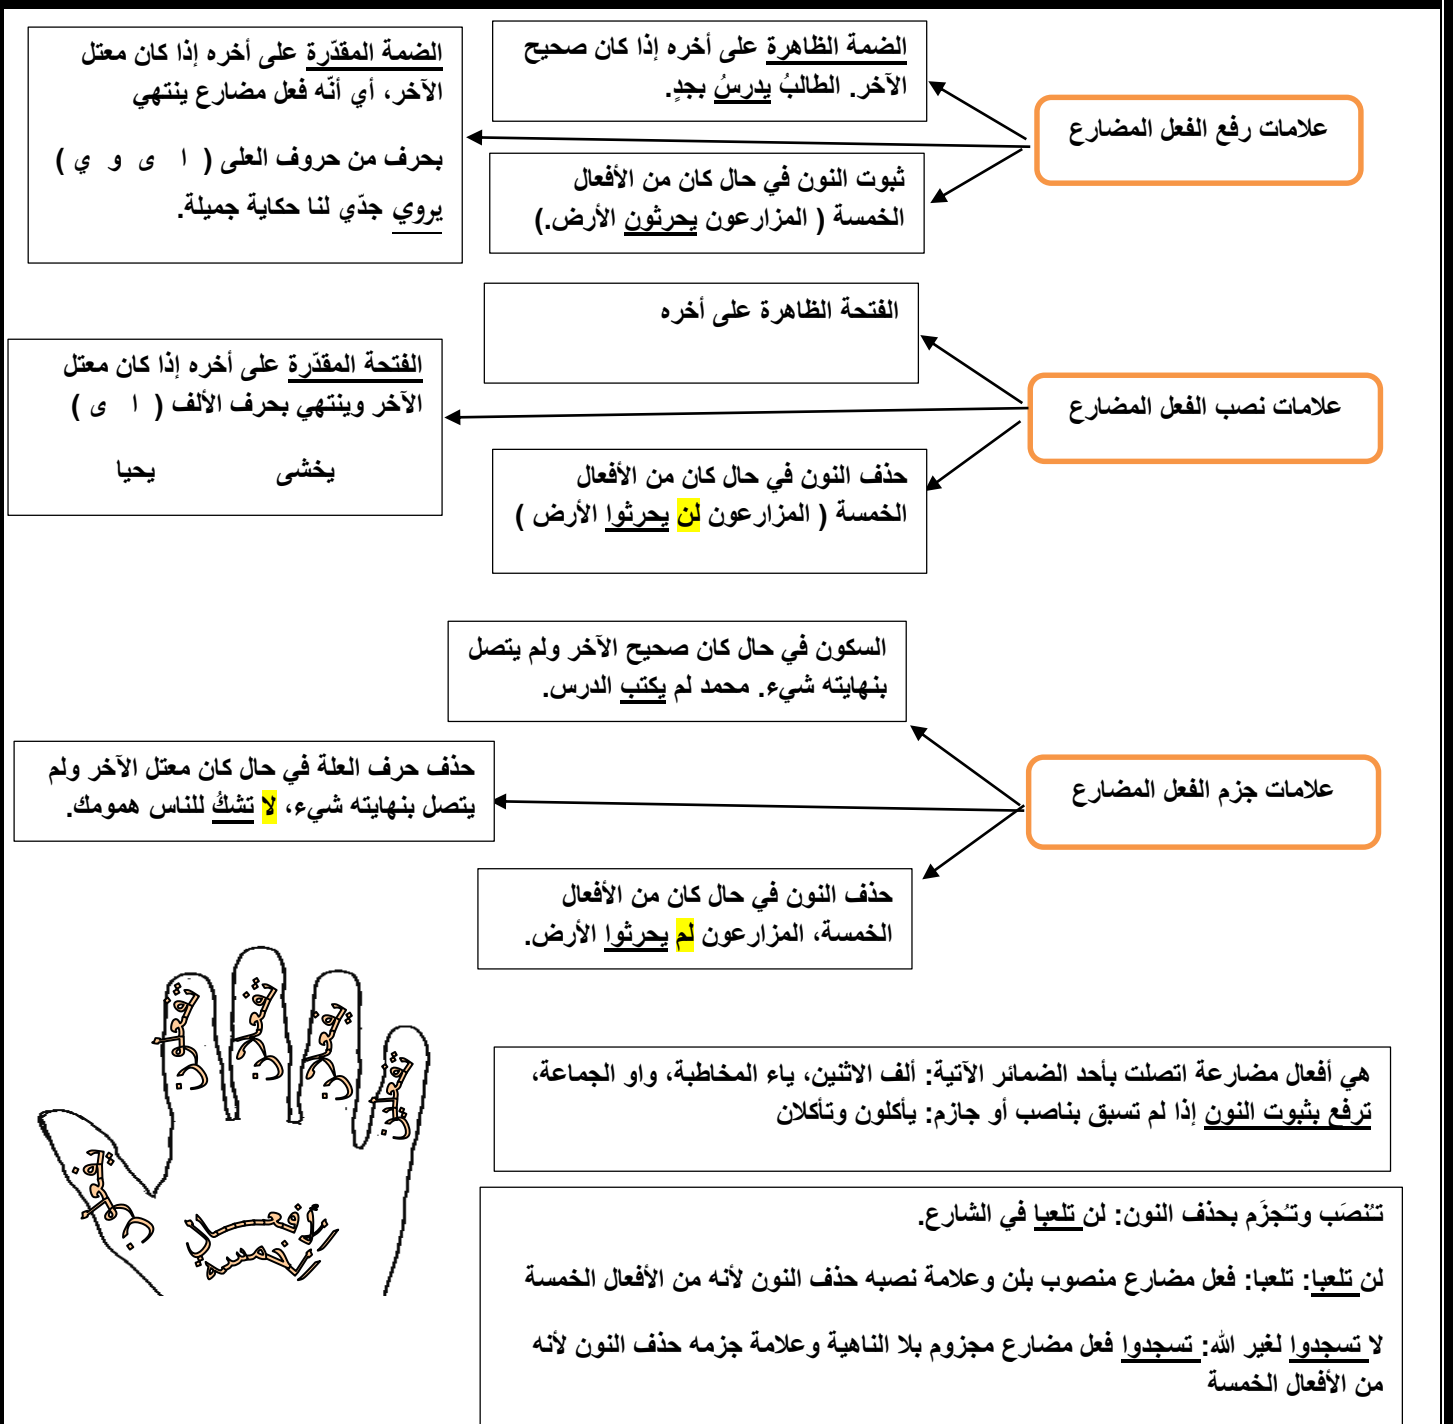 علامات رفع الفعل المضارع
الضمة الظاهرة على أخره إذا كان صحيح
الآخر. الطالبُ يدرسُ بجدٍ.
الضمة المقدّرة على أخره إذا كان معتل
الآخر، أي أنّه فعل مضارع ينتهي
بحرف من حروف العلى ( ا ى و ي )
يروي جدّي لنا حكاية جميلة.
ثبوت النون في حال كان من الأفعال
الخمسة ( المزارعون يحرثون الأرض.)
علامات نصب الفعل المضارع
الفتحة الظاهرة على أخره
الفتحة المقدّرة على أخره إذا كان معتل
الآخر وينتهي بحرف الألف ( ا ى )
يخشى يحيا
حذف النون في حال كان من الأفعال
الخمسة ( المزارعون لن يحرثوا الأرض )
علامات جزم الفعل المضارع
السكون في حال كان صحيح الآخر ولم يتصل
بنهايته شيء. محمد لم يكتب الدرس.
حذف حرف العلة في حال كان معتل الآخر ولم
يتصل بنهايته شيء، لا تشكُ للناس همومك.
حذف النون في حال كان من الأفعال
الخمسة، المزارعون لم يحرثوا الأرض.
هي أفعال مضارعة اتصلت بأحد الضمائر الآتية: ألف الاثنين، ياء المخاطبة، واو الجماعة،
ترفع بثبوت النون إذا لم تسبق بناصب أو جازم: يأكلون وتأكلان
تفعلين
يفعلان
تفعلان
تفعلون
يفعلون
الأفعال
الخمسة
تـُنصَب وتـُجزَم بحذف النون: لن تلعبا في الشارع.
لن تلعبا: تلعبا: فعل مضارع منصوب بلن وعلامة نصبه حذف النون لأنه من الأفعال الخمسة
لا تسجدوا لغير الله: تسجدوا فعل مضارع مجزوم بلا الناهية وعلامة جزمه حذف النون لأنه
من الأفعال الخمسة